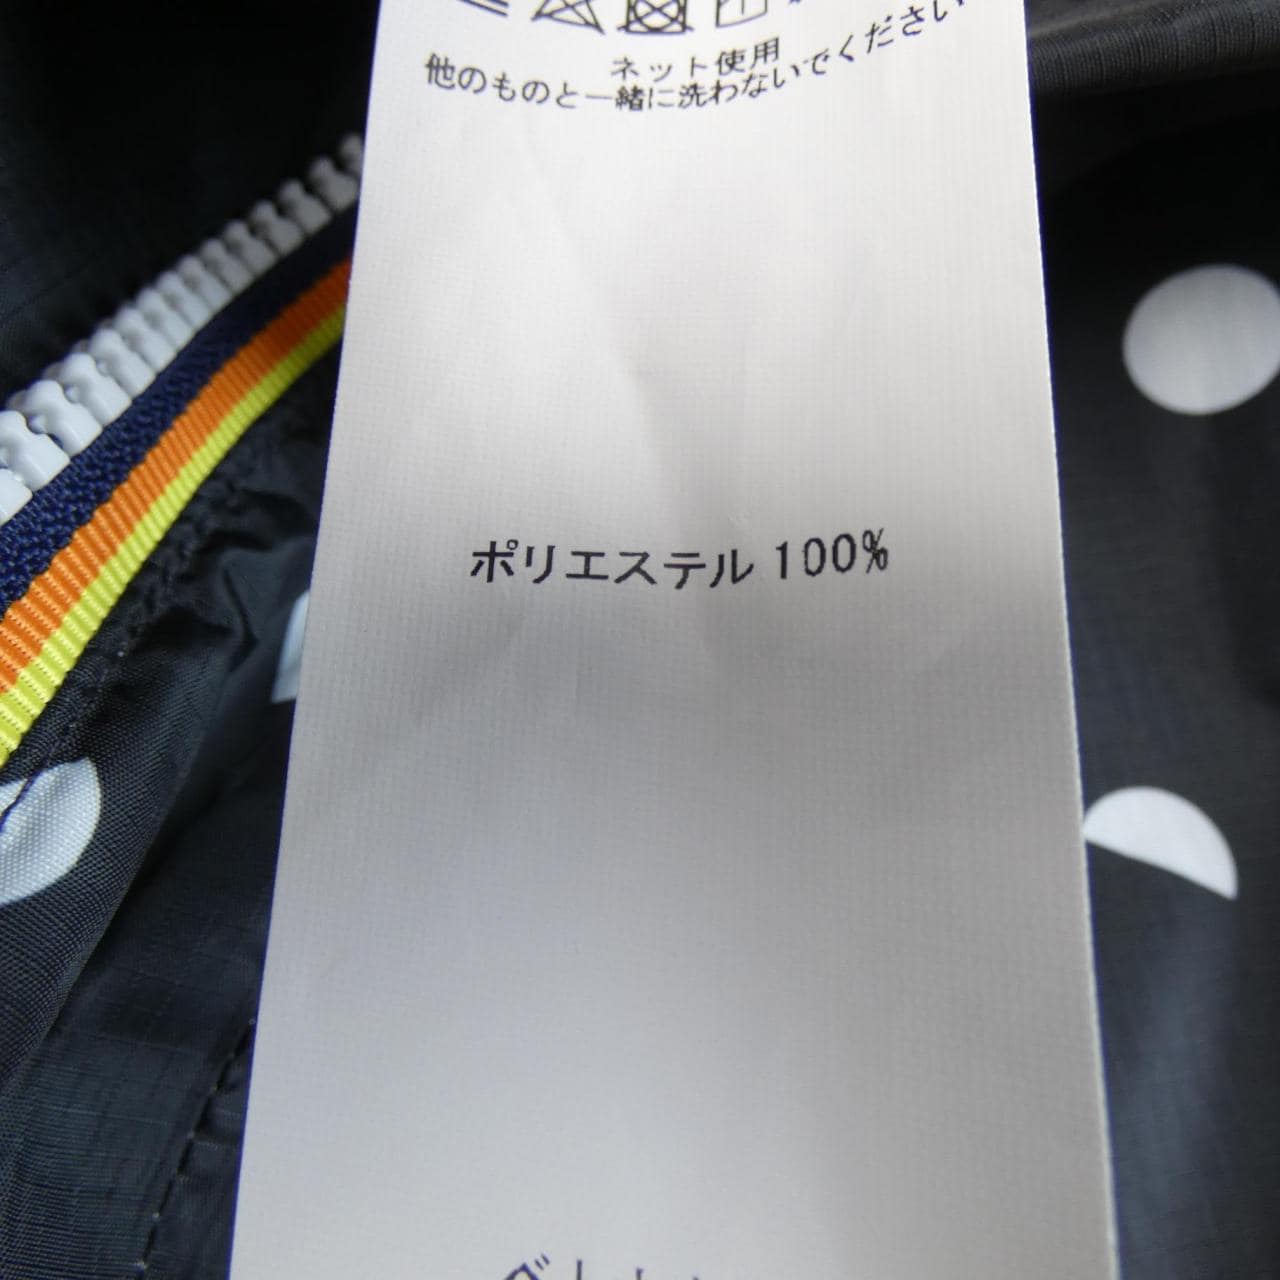 ネット使用
他のものと一緒に洗わないでください
ポリエステル 100%